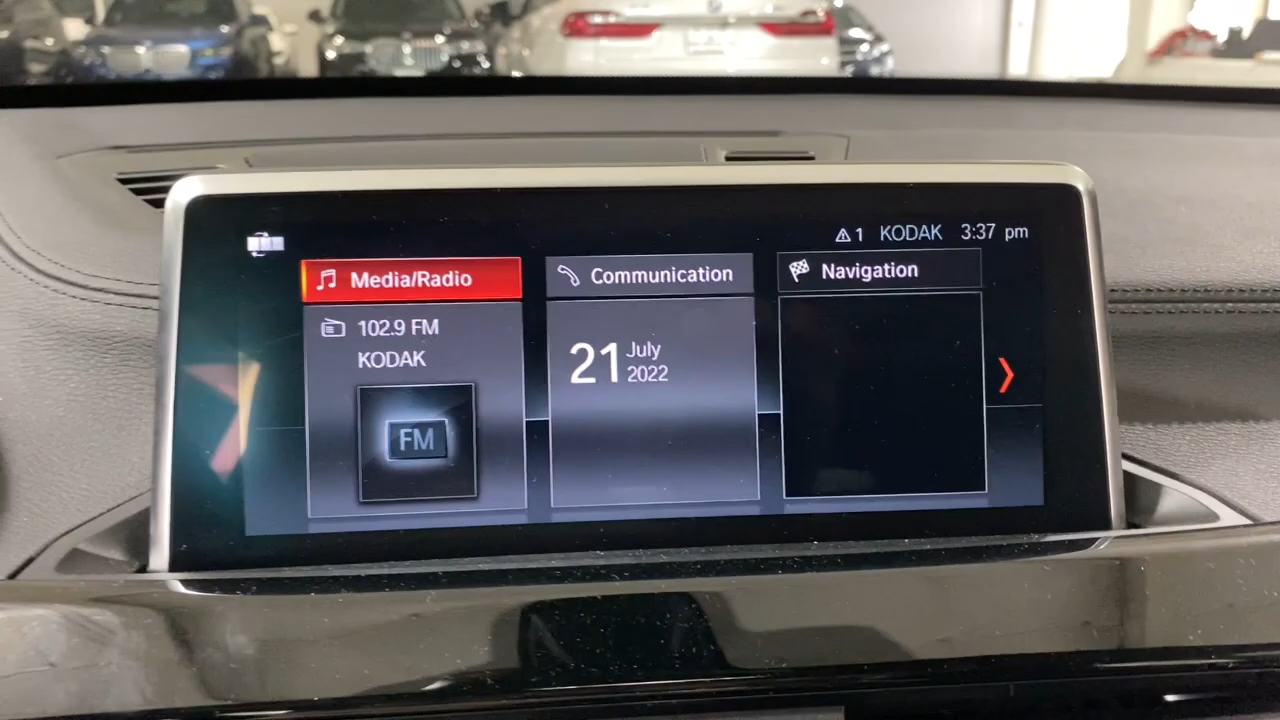 1 KODAK 3:37 pm
Media/Radio
102.9 FM
KODAK
FM
Communication
21 July
2022
Navigation